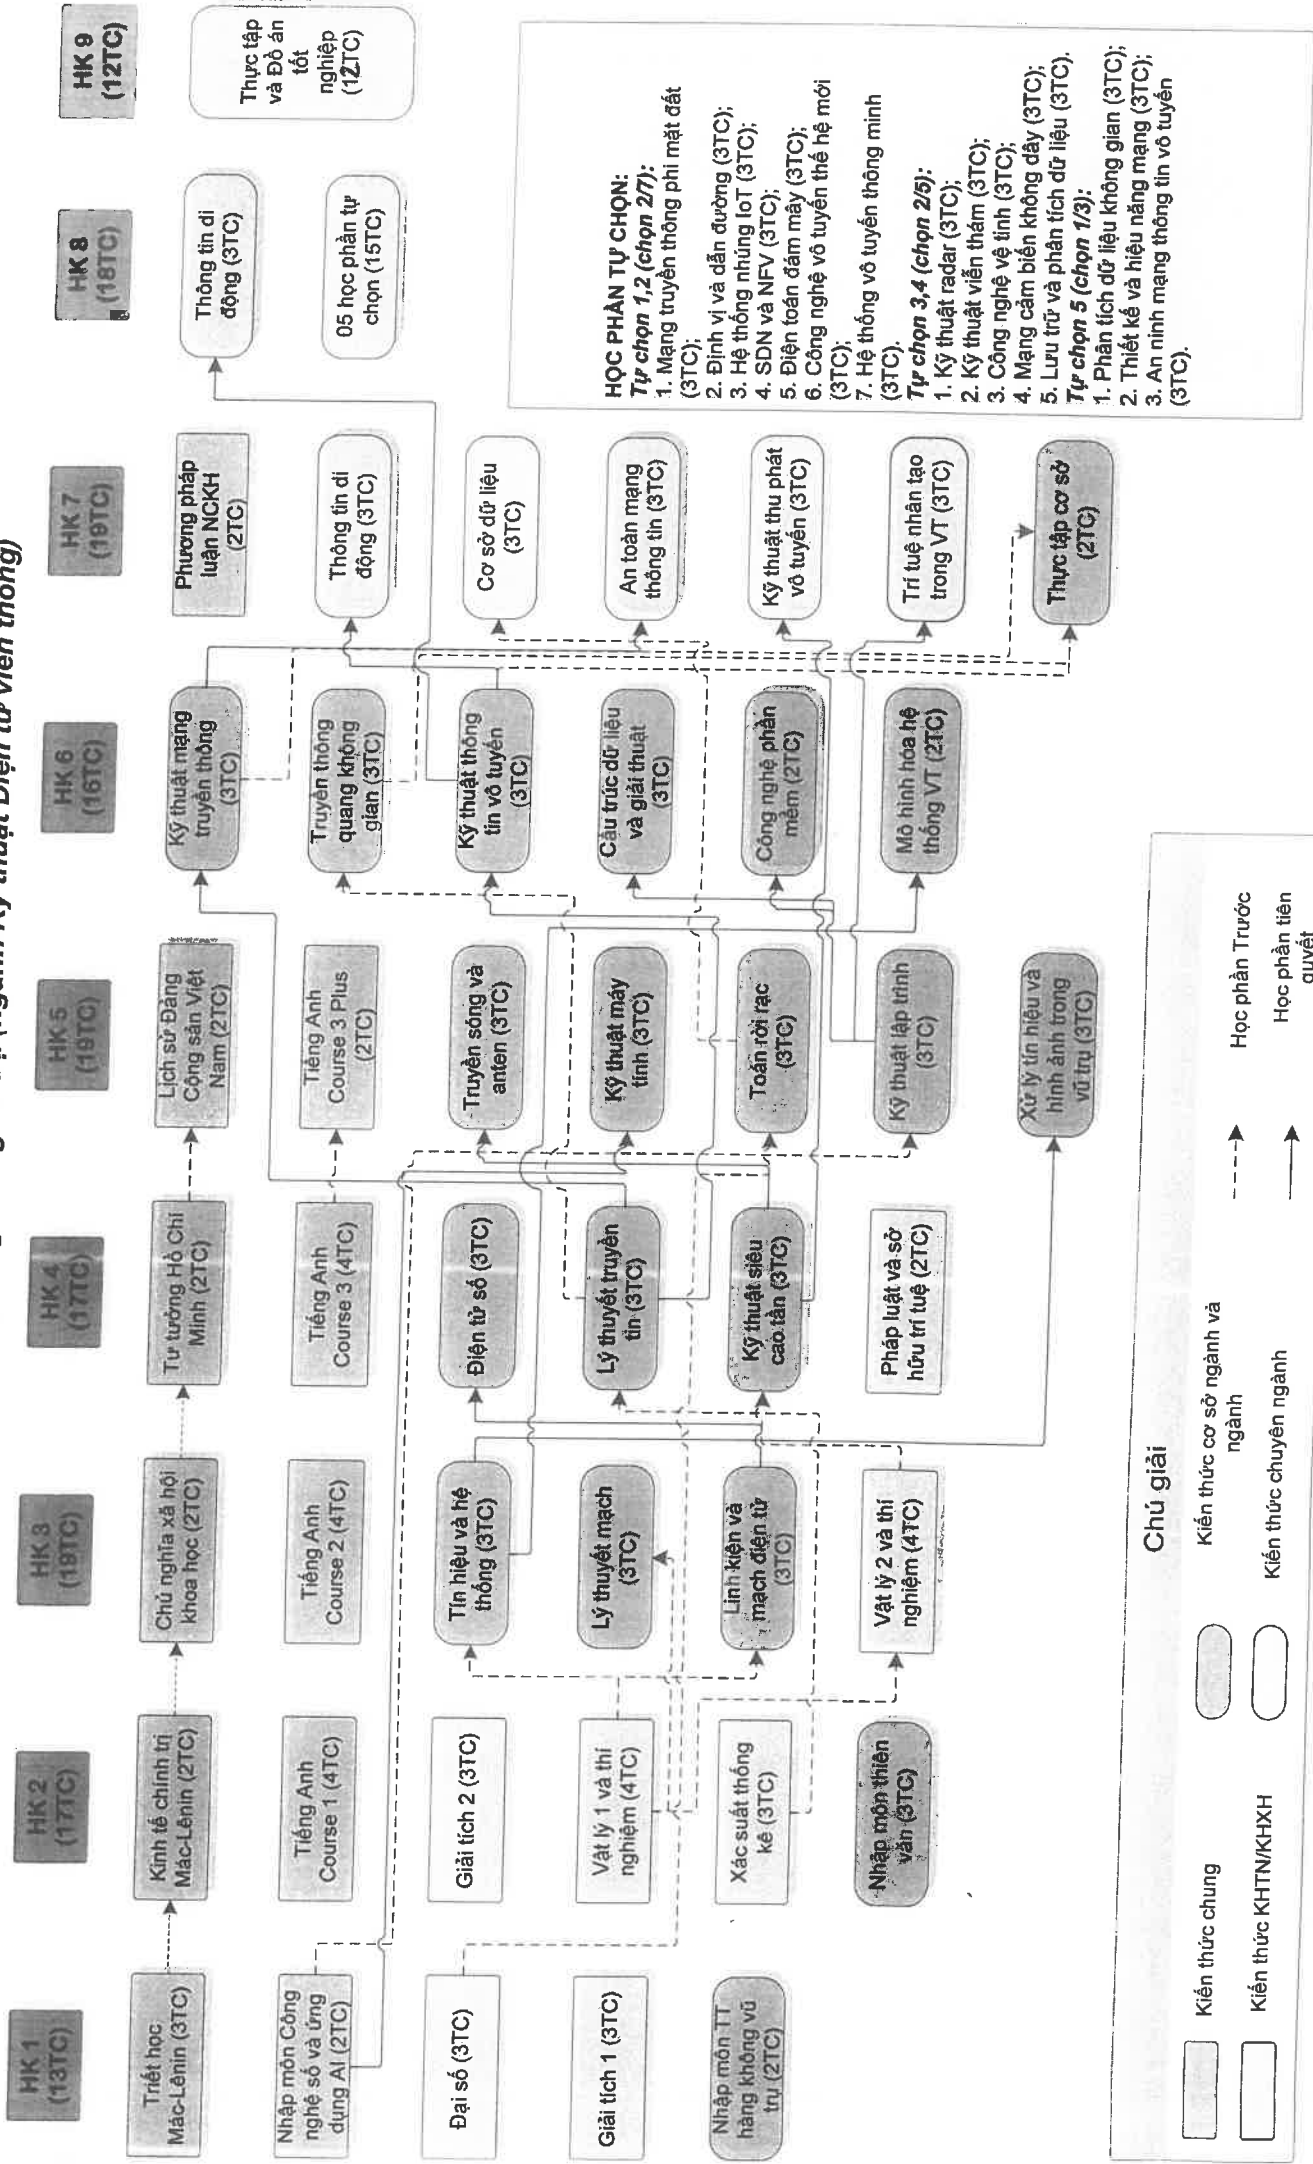 (ngành Kỹ thuật Điện tử viễn thông)
HK 1
(13TC)
HK 2
(17TC)
HK 3
(19TC)
HK 4
(17TC)
HK 5
(19TC)
HK 6
(16TC)
HK 7
(19TC)
HK 8
(18TC)
HK 9
(12TC)
Triết học
Mác-Lênin (3TC)
Nhập môn Công
nghệ số và ứng
dụng AI (2TC)
Đại số (3TC)
Giải tích 1 (3TC)
Nhập môn TT
hàng không vũ
trụ (2TC)
Kinh tế chính trị
Mác-Lênin (2TC)
Tiếng Anh
Course 1 (4TC)
Giải tích 2 (3TC)
Vật lý 1 và thí
nghiệm (4TC)
Xác suất thống
kê (3TC)
Nhập môn thiên
văn (3TC)
Chủ nghĩa xã hội
khoa học (2TC)
Tiếng Anh
Course 2 (4TC)
Tín hiệu và hệ
thống (3TC)
Lý thuyết mạch
(3TC)
Linh kiện và
mạch điện tử
(3TC)
Vật lý 2 và thí
nghiệm (4TC)
Tư tưởng Hồ Chí
Minh (2TC)
Tiếng Anh
Course 3 (4TC)
Điện tử số (3TC)
Lý thuyết truyền
tin (3TC)
Kỹ thuật siêu
cao tần (3TC)
Pháp luật và sở
hữu trí tuệ (2TC)
Lịch sử Đảng
Cộng sản Việt
Nam (2TC)
Tiếng Anh
Course 3 Plus
(2TC)
Truyền sóng và
anten (3TC)
Kỹ thuật máy
tính (3TC)
Toán rời rạc
(3TC)
Kỹ thuật lập trình
(3TC)
Xử lý tín hiệu và
hình ảnh trong
vũ trụ (3TC)
Kỹ thuật mạng
truyền thông
(3TC)
Truyền thông
quang không
gian (3TC)
Kỹ thuật thông
tin vô tuyến
(3TC)
Cấu trúc dữ liệu
và giải thuật
(3TC)
Công nghệ phần
mềm (2TC)
Mô hình hóa hệ
thống VT (2TC)
Phương pháp
luận NCKH
(2TC)
Thông tin di
động (3TC)
Cơ sở dữ liệu
(3TC)
An toàn mạng
thông tin (3TC)
Kỹ thuật thu phát
vô tuyến (3TC)
Trí tuệ nhân tạo
trong VT (3TC)
Thực tập cơ sở
(2TC)
Thông tin di
động (3TC)
05 học phần tự
chọn (15TC)
Thực tập
và Đồ án
tốt
nghiệp
(12TC)
HỌC PHẦN TỰ CHỌN:
Tự chọn 1,2 (chọn 2/7):
1. Mạng truyền thông phi mặt đất
(3TC);
2. Định vị và dẫn đường (3TC);
3. Hệ thống nhúng IoT (3TC);
4. SDN và NFV (3TC);
5. Điện toán đám mây (3TC);
6. Công nghệ vô tuyến thế hệ mới
(3TC);
7. Hệ thống vô tuyến thông minh
(3TC).
Tự chọn 3,4 (chọn 2/5):
1. Kỹ thuật radar (3TC);
2. Kỹ thuật viễn thám (3TC);
3. Công nghệ vệ tinh (3TC);
4. Mạng cảm biến không dây (3TC);
5. Lưu trữ và phân tích dữ liệu (3TC).
Tự chọn 5 (chọn 1/3):
1. Phân tích dữ liệu không gian (3TC);
2. Thiết kế và hiệu năng mạng (3TC);
3. An ninh mạng thông tin vô tuyến
(3TC).
Chú giải
Kiến thức chung
Kiến thức KHTN/KHXH
Kiến thức cơ sở ngành và
ngành
Kiến thức chuyên ngành
Học phần Trước
Học phần tiên
quyết